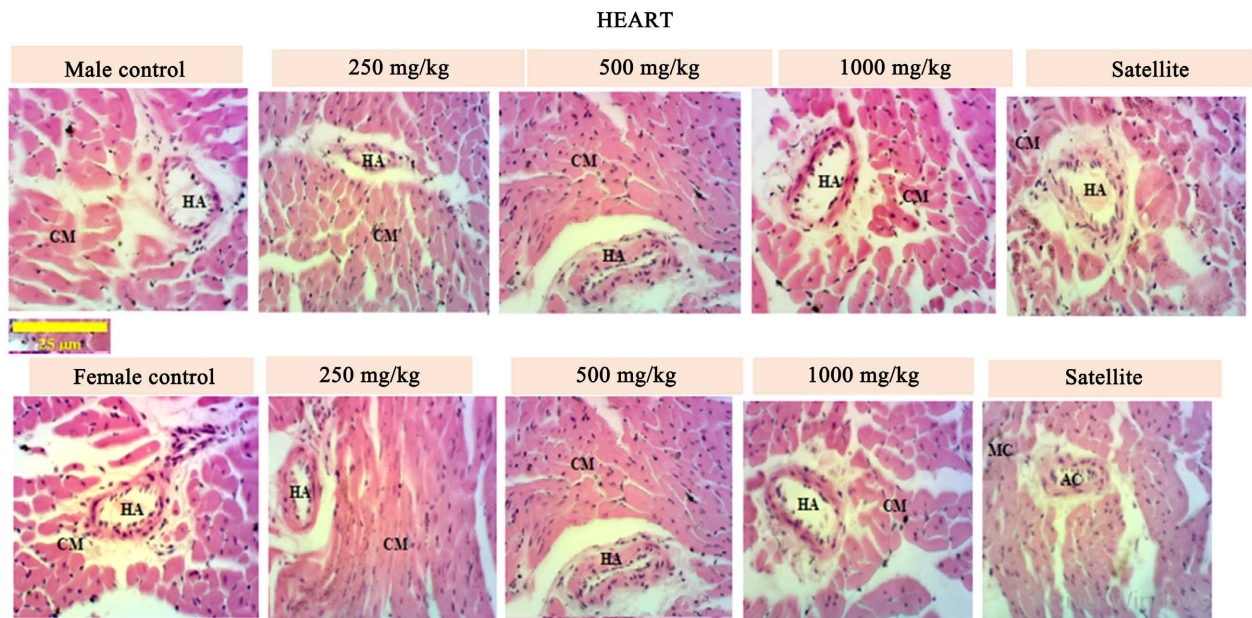 HEART
Male control
250 mg/kg
500 mg/kg
1000 mg/kg
Satellite
HA
CM
HA
CM
CM
HA
HA
CM
CM
HA
25 µm
Female control
250 mg/kg
500 mg/kg
1000 mg/kg
Satellite
HA
CM
HA
CM
CM
HA
HA
CM
MC
AC